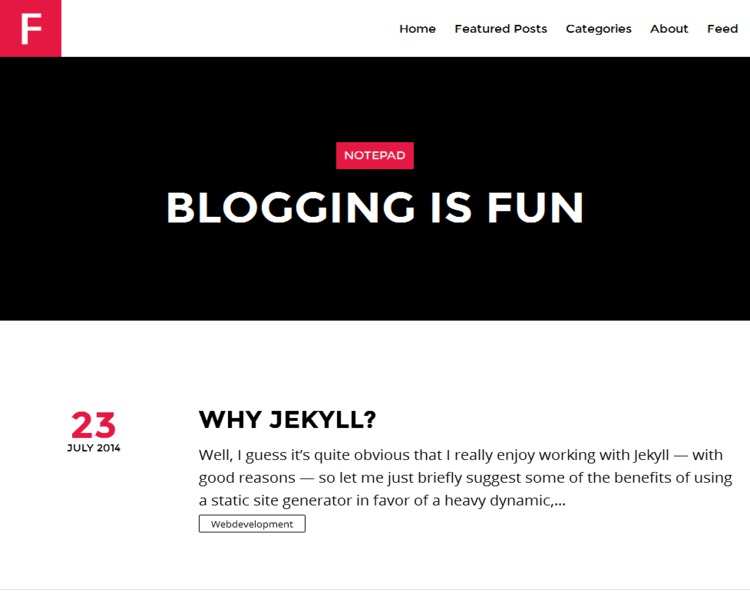 F
Home Featured Posts Categories About Feed
NOTEPAD
BLOGGING IS FUN
23
JULY 2014
WHY JEKYLL?
Well, I guess it’s quite obvious that I really enjoy working with Jekyll — with
good reasons — so let me just briefly suggest some of the benefits of using
a static site generator in favor of a heavy dynamic,...
Webdevelopment